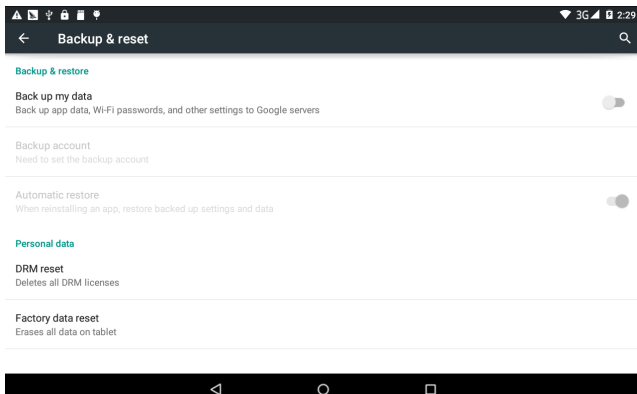 3G 2:29
Backup & reset
Backup & restore
Back up my data
Back up app data, Wi-Fi passwords, and other settings to Google servers
Backup account
Need to set the backup account
Automatic restore
When reinstalling an app, restore backed up settings and data
Personal data
DRM reset
Deletes all DRM licenses
Factory data reset
Erases all data on tablet